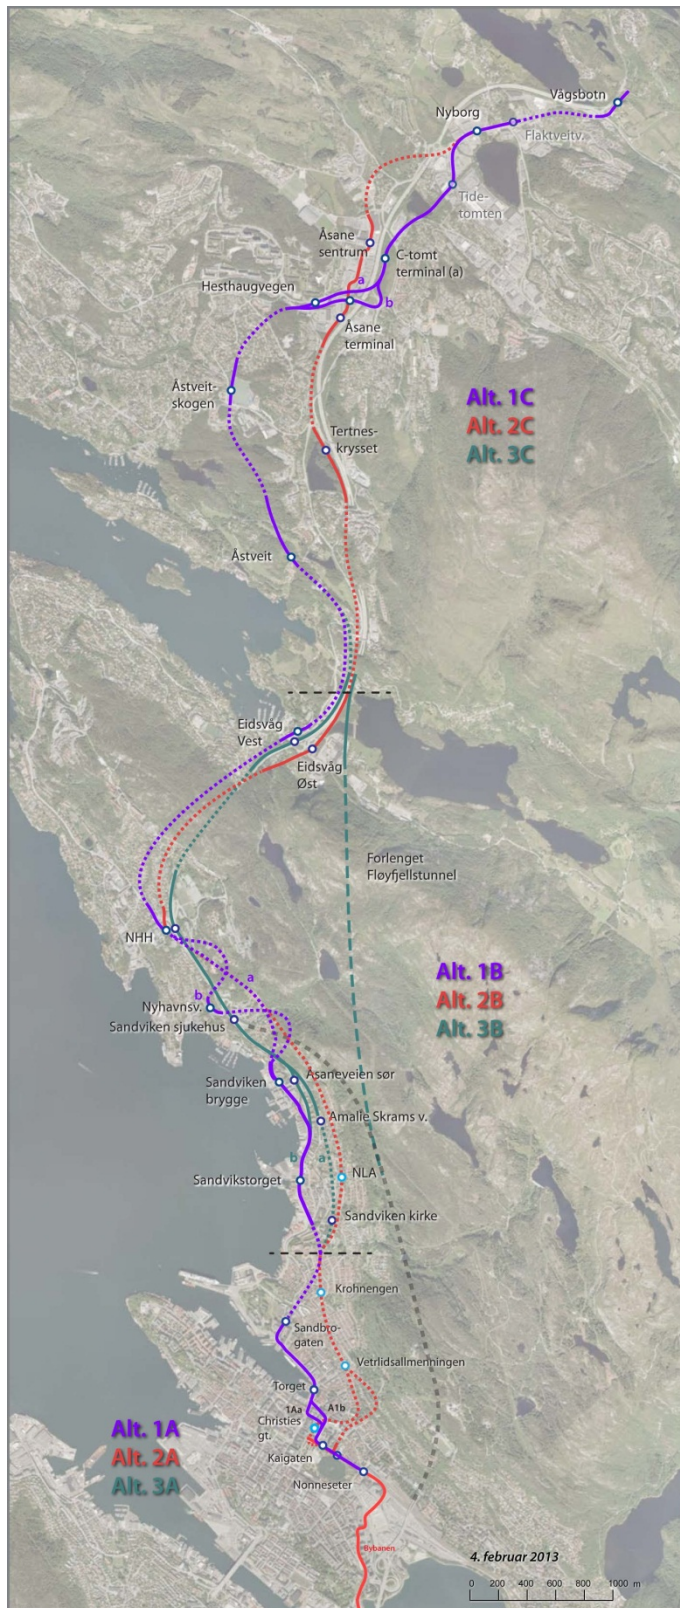 Vågsbotn
Nyborg
Flaktveitv.
Tide-
tomten
Åsane
sentrum
C-tomt
terminal (a)
Hesthaugvegen
a
b
Åsane
terminal
Åstveit-
skogen
Alt. 1C
Alt. 2C
Alt. 3C
Tertnes-
krysset
Åstveit
Eidsvåg
Vest
Eidsvåg
Øst
Forlenget
Fløyfjellstunnel
NHH
Alt. 1B
Alt. 2B
Alt. 3B
a
b
Nyhavnsv.
Sandviken sjukehus
Åsaneveien sør
Sandviken
brygge
Amalie Skrams v.
b
a
NLA
Sandvikstorget
Sandviken kirke
Krohnengen
Sandbro-
gaten
Vetrlidsallmenningen
Torget
1Aa
A1b
Christies
gt.
Alt. 1A
Alt. 2A
Alt. 3A
Kaigaten
Nonneseter
Bybanen
4. februar 2013
0 200 400 600 800 1000 m